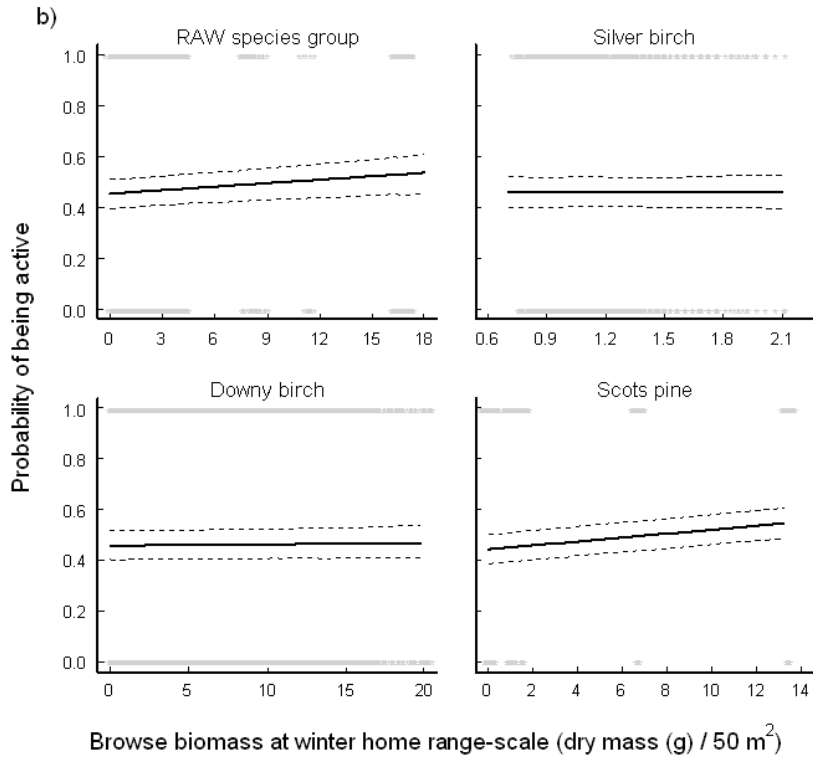 b)
RAW species group
Silver birch
1.0
0.8
0.6
0.4
0.2
0.0
0 3 6 9 12 15 18
0.6 0.9 1.2 1.5 1.8 2.1
Downy birch
Scots pine
1.0
0.8
0.6
0.4
0.2
0.0
0 5 10 15 20
0 2 4 6 8 10 12 14
Probability of being active
Browse biomass at winter home range-scale (dry mass (g) / 50 m²)